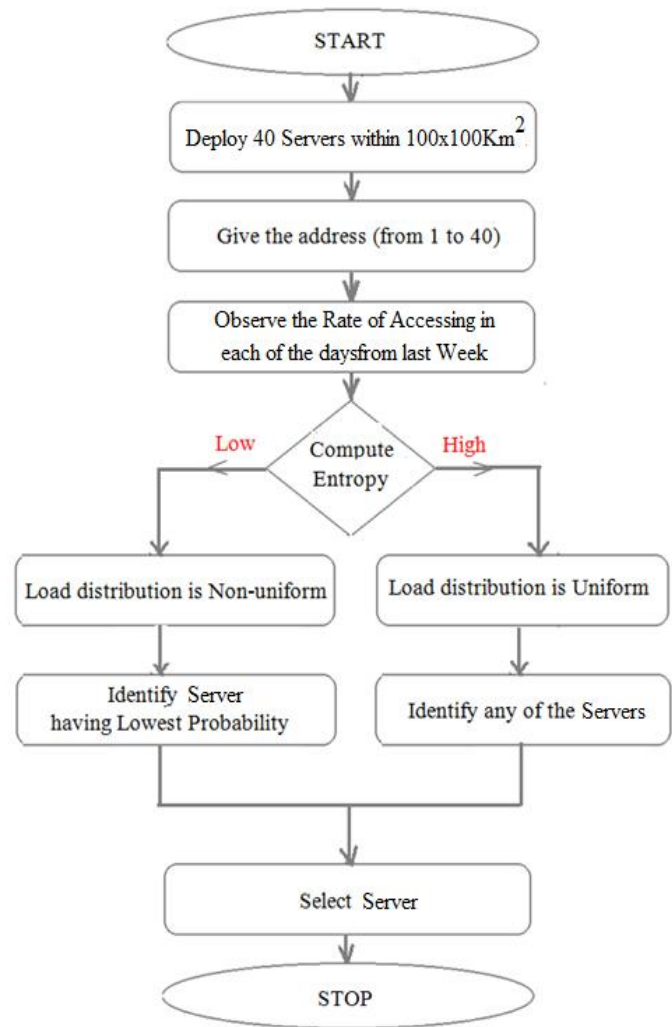 START
Deploy 40 Servers within 100x100Km²
Give the address (from 1 to 40)
Observe the Rate of Accessing in
each of the daysfrom last Week
Low
Compute
Entropy
High
Load distribution is Non-uniform
Load distribution is Uniform
Identify Server
having Lowest Probability
Identify any of the Servers
Select Server
STOP